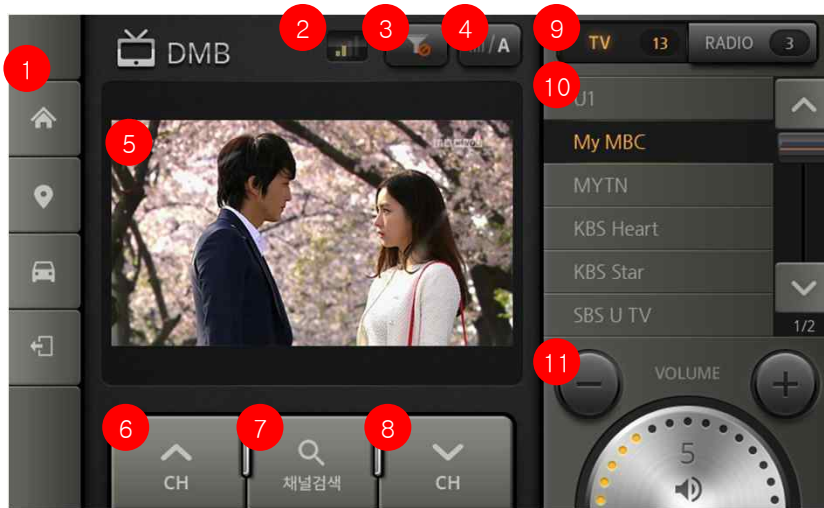 1
2
3
4
5
6
7
8
9
10
11
DMB
/A
TV 13
RADIO 3
U1
My MBC
MYTN
KBS Heart
KBS Star
SBS U TV
1/2
CH
채널검색
CH
VOLUME
5